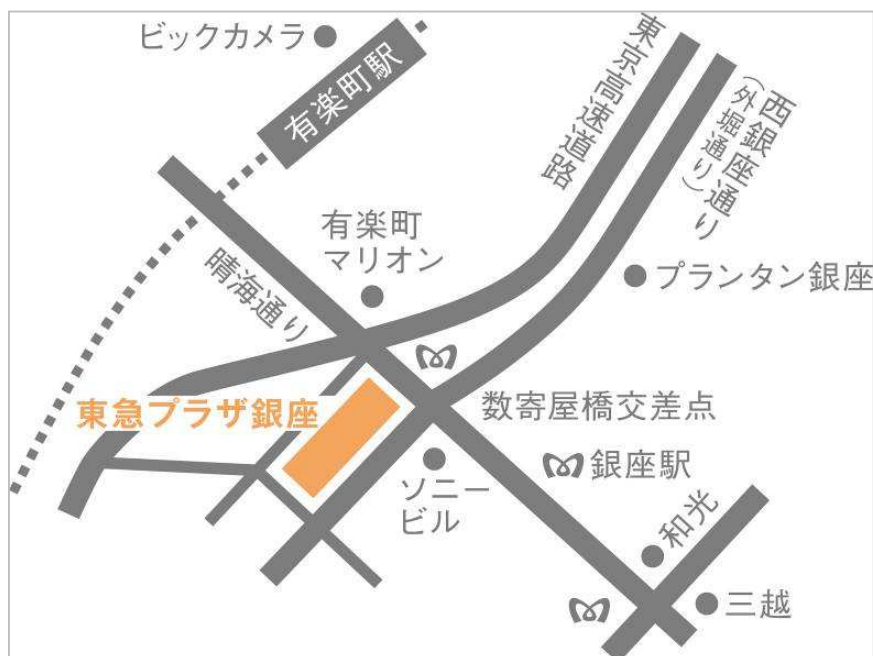 ビックカメラ
有楽町駅
東京高速道路
西銀座通り
(外堀通り)
有楽町
マリオン
晴海通り
プランタン銀座
東急プラザ銀座
数寄屋橋交差点
ソニー
ビル
銀座駅
和光
三越